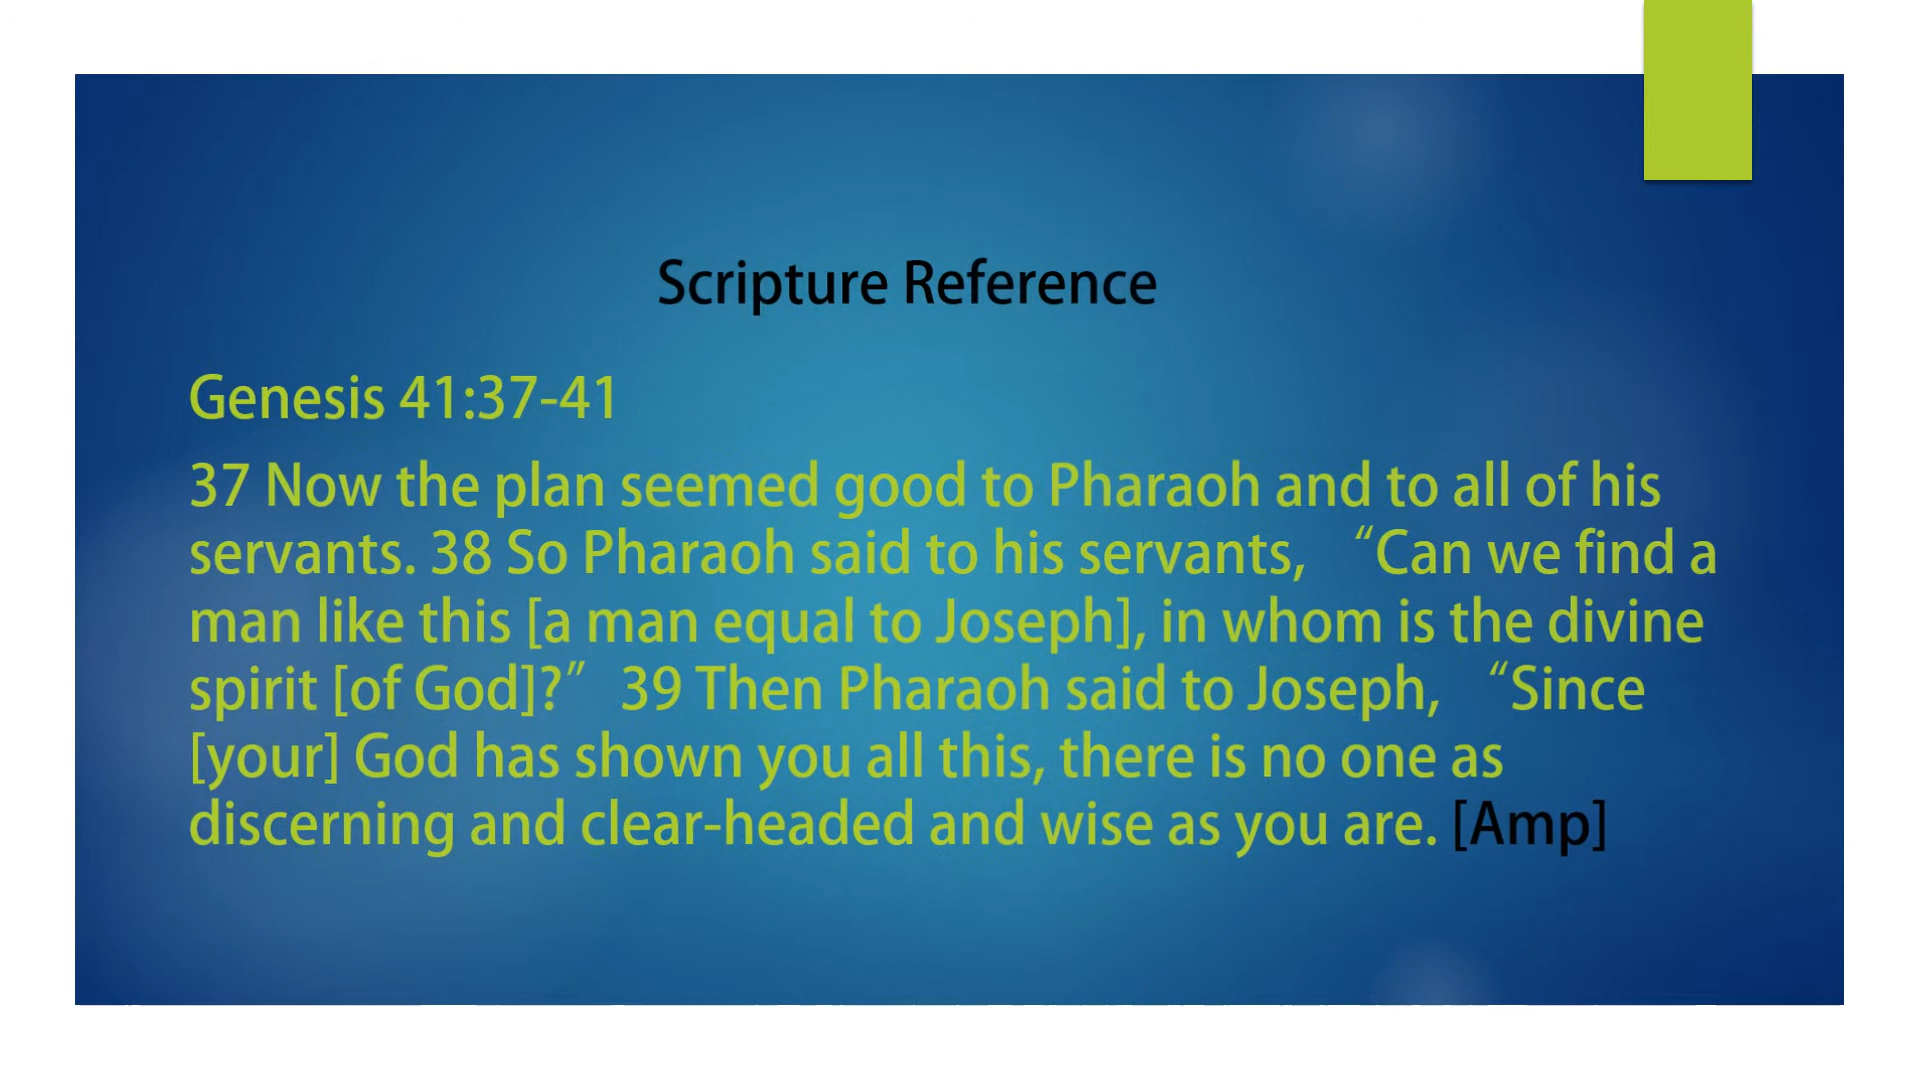 Scripture Reference
Genesis 41:37-41
37 Now the plan seemed good to Pharaoh and to all of his
servants. 38 So Pharaoh said to his servants, “Can we find a
man like this [a man equal to Joseph], in whom is the divine
spirit [of God]?” 39 Then Pharaoh said to Joseph, “Since
[your] God has shown you all this, there is no one as
discerning and clear-headed and wise as you are. [Amp]